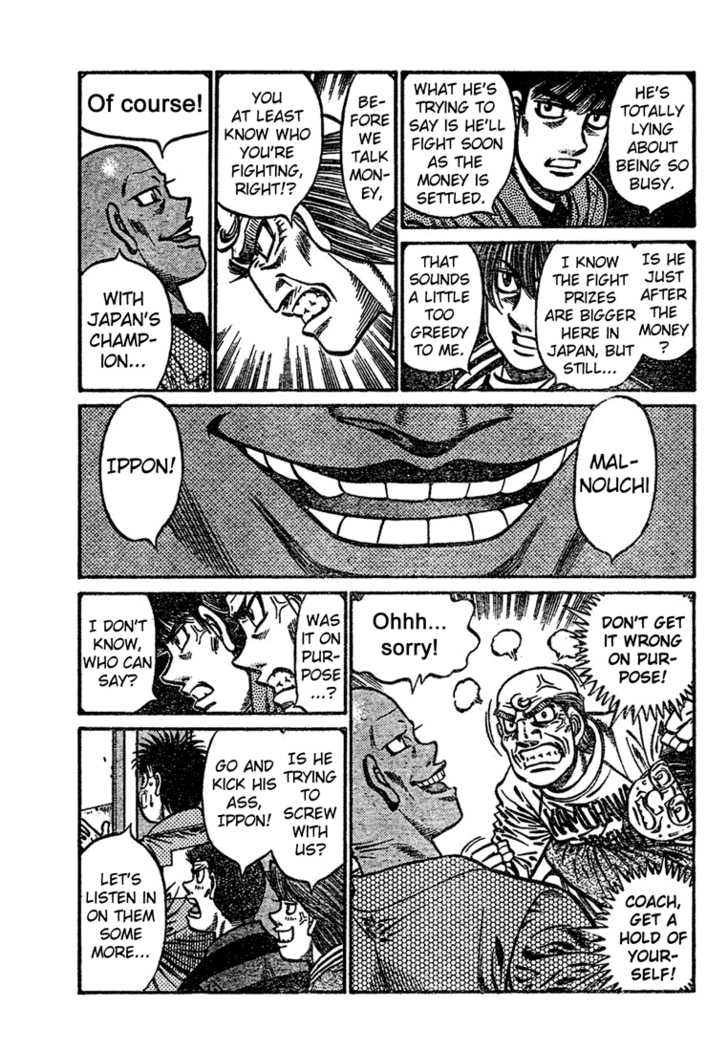 HE'S
TOTALLY
LYING
ABOUT
BEING SO
BUSY.
WHAT HE'S
TRYING TO
SAY IS HE'LL
FIGHT SOON
AS THE
MONEY IS
SETTLED.
BE-
FORE
WE
TALK
MON-
EY,
YOU
AT LEAST
KNOW WHO
YOU'RE
FIGHTING,
RIGHT!?
Of course!
WITH
JAPAN'S
CHAMP-
ION...
IS HE
JUST
AFTER
THE
MONEY
?
I KNOW
THE FIGHT
PRIZES
ARE BIGGER
HERE IN
JAPAN, BUT
STILL...
THAT
SOUNDS
A LITTLE
TOO
GREEDY
TO ME.
MAL-
NOUCHI
IPPON!
DON'T GET
IT WRONG
ON PUR-
POSE!
Ohhh...
sorry!
KAMOGAWA
COACH,
GET A
HOLD OF
YOUR-
SELF!
WAS
IT ON
PUR-
POSE
...?
I DON'T
KNOW,
WHO CAN
SAY?
IS HE
TRYING
TO
SCREW
WITH
US?
GO AND
KICK HIS
ASS,
IPPON!
LET'S
LISTEN IN
ON THEM
SOME
MORE...